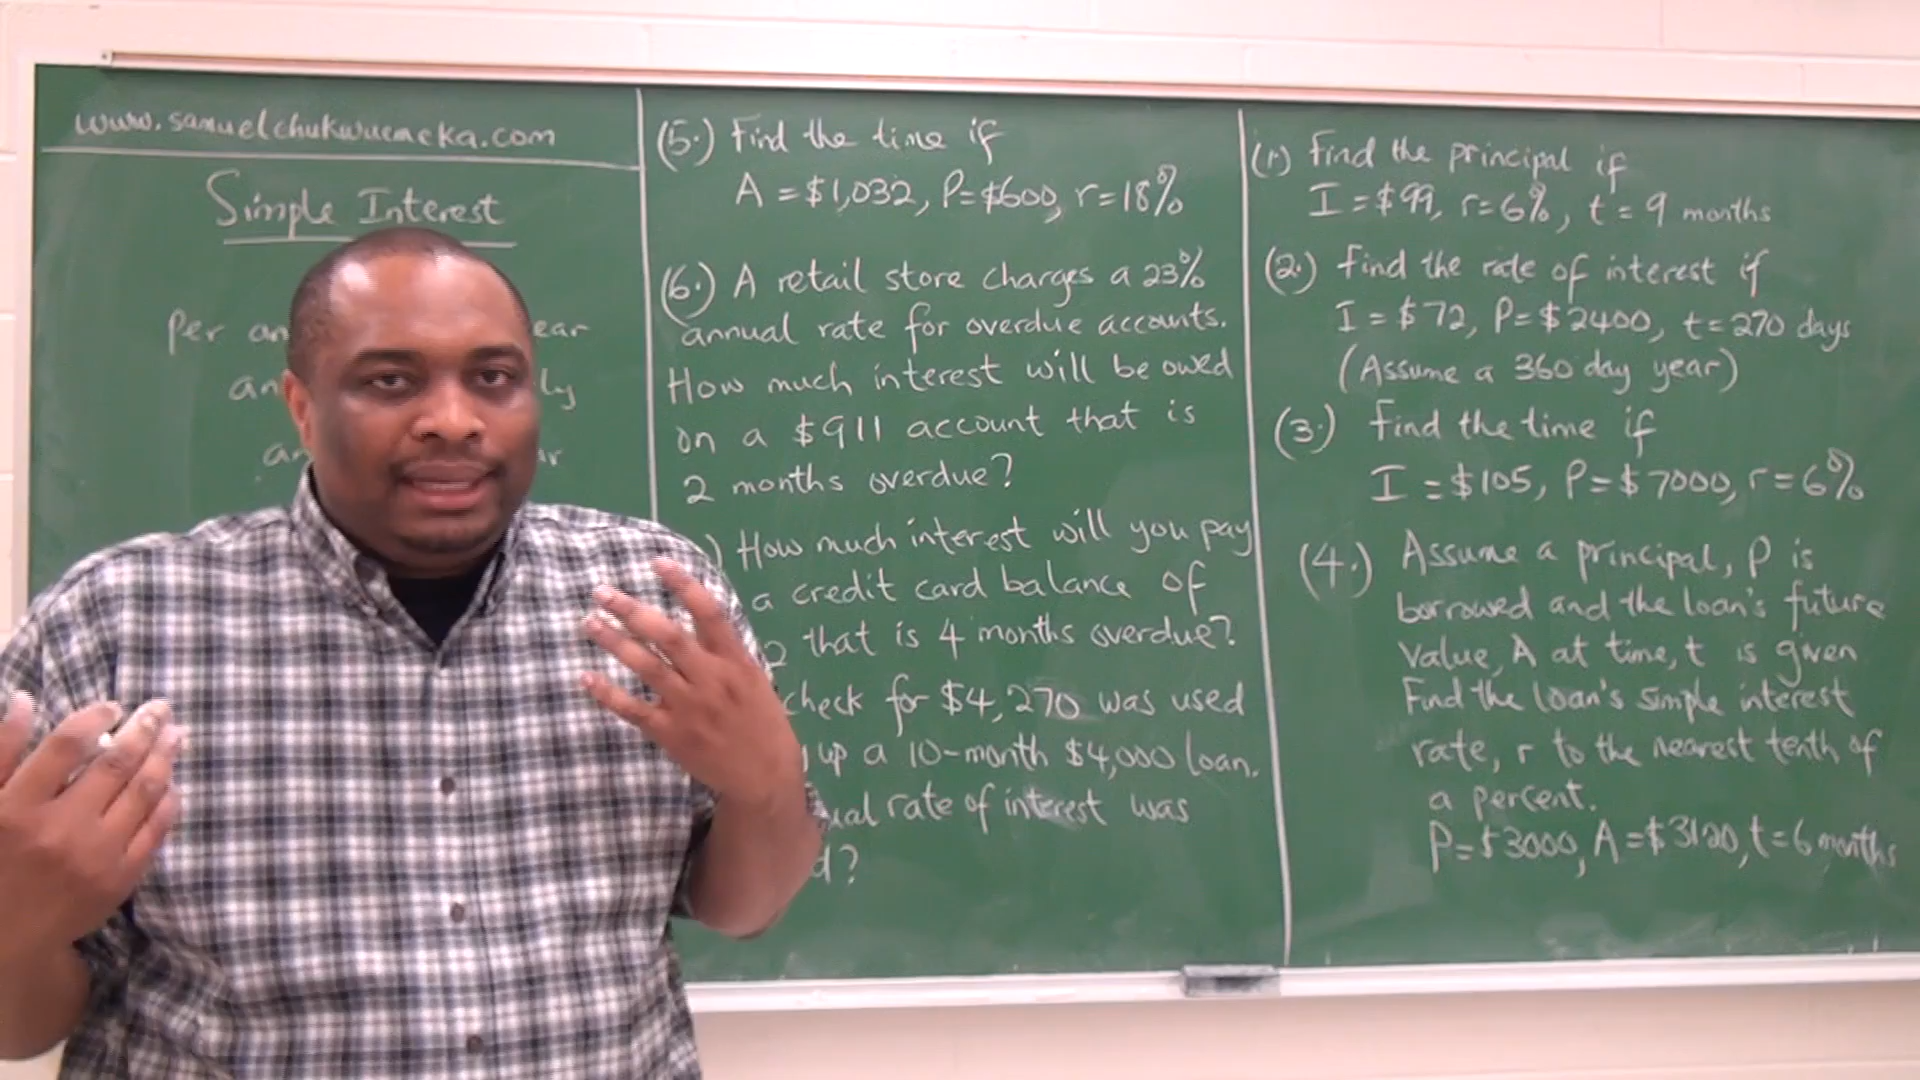 www.samuelchukwuemeka.com
Simple Interest
Per
(5.) Find the time if
A = $1,032, P=$600, r=18%
(6.) A retail store charges a 23%
annual rate for overdue accounts.
How much interest will be owed
on a $911 account that is
2 months overdue?
How much interest will you pay
a credit card balance of
that is 4 months overdue?
check for $4,270 was used
up a 10-month $4,000 loan.
rate of interest was
(1) Find the principal if
I = $99, r=6%, t = 9 months
(2.) Find the rate of interest if
I = $72, P=$2400, t=270 days
(Assume a 360 day year)
(3.) Find the time if
I = $105, P=$7000, r=6%
(4.) Assume a principal, P is
borrowed and the loan's future
value, A at time, t is given
Find the loan's simple interest
rate, r to the nearest tenth of
a percent.
P=$3000, A=$3120, t=6 months